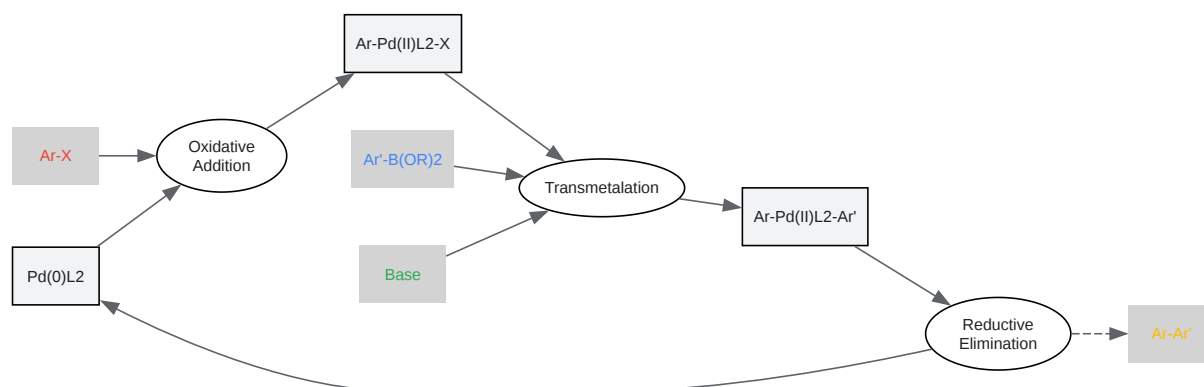 Ar-Pd(II)L2-X
Oxidative
Addition
Ar-X
Ar'-B(OR)2
Transmetalation
Ar-Pd(II)L2-Ar'
Pd(0)L2
Base
Reductive
Elimination
Ar-Ar'